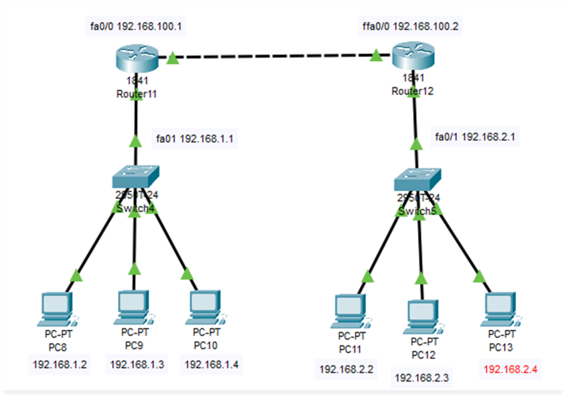 fa0/0 192.168.100.1
ffa0/0 192.168.100.2
1841
Router11
1841
Router12
fa01 192.168.1.1
fa0/1 192.168.2.1
2950T-24
Switch4
2950T-24
Switch5
PC-PT
PC8
PC-PT
PC9
PC-PT
PC10
PC-PT
PC11
PC-PT
PC12
PC-PT
PC13
192.168.1.2
192.168.1.3
192.168.1.4
192.168.2.2
192.168.2.3
192.168.2.4